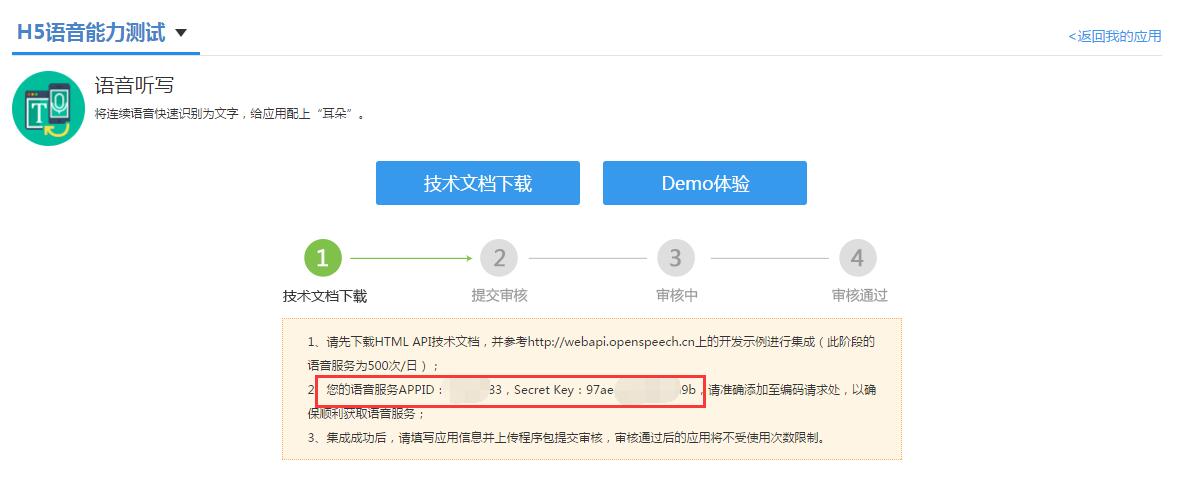 H5语音能力测试
<返回我的应用
语音听写
将连续语音快速识别为文字，给应用配上“耳朵”。
技术文档下载
Demo体验
1
2
3
4
技术文档下载
提交审核
审核中
审核通过
1、请先下载HTML API技术文档，并参考http://webapi.openspeech.cn上的开发示例进行集成（此阶段的
语音服务为500次/日）；
2、您的语音服务APPID： 33，Secret Key：97ae 9b，请准确添加至编码请求处，以确
保顺利获取语音服务；
3、集成成功后，请填写应用信息并上传程序包提交审核，审核通过后的应用将不受使用次数限制。